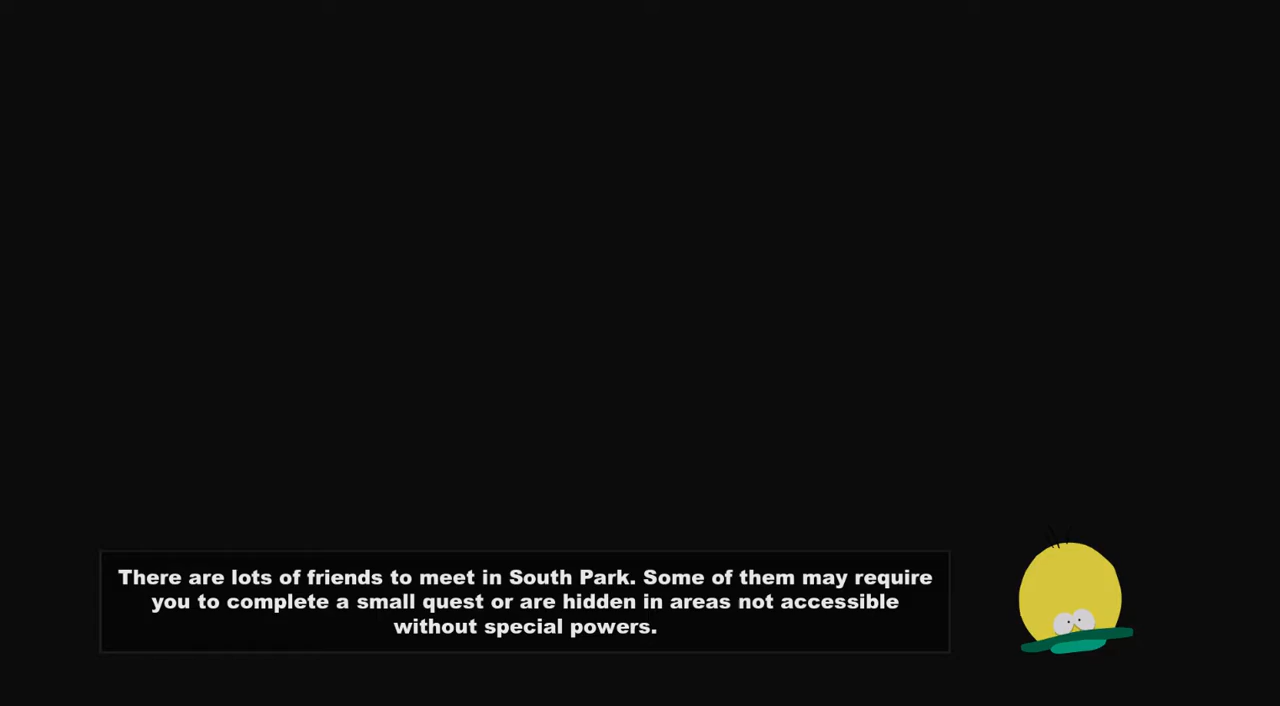 There are lots of friends to meet in South Park. Some of them may require
you to complete a small quest or are hidden in areas not accessible
without special powers.